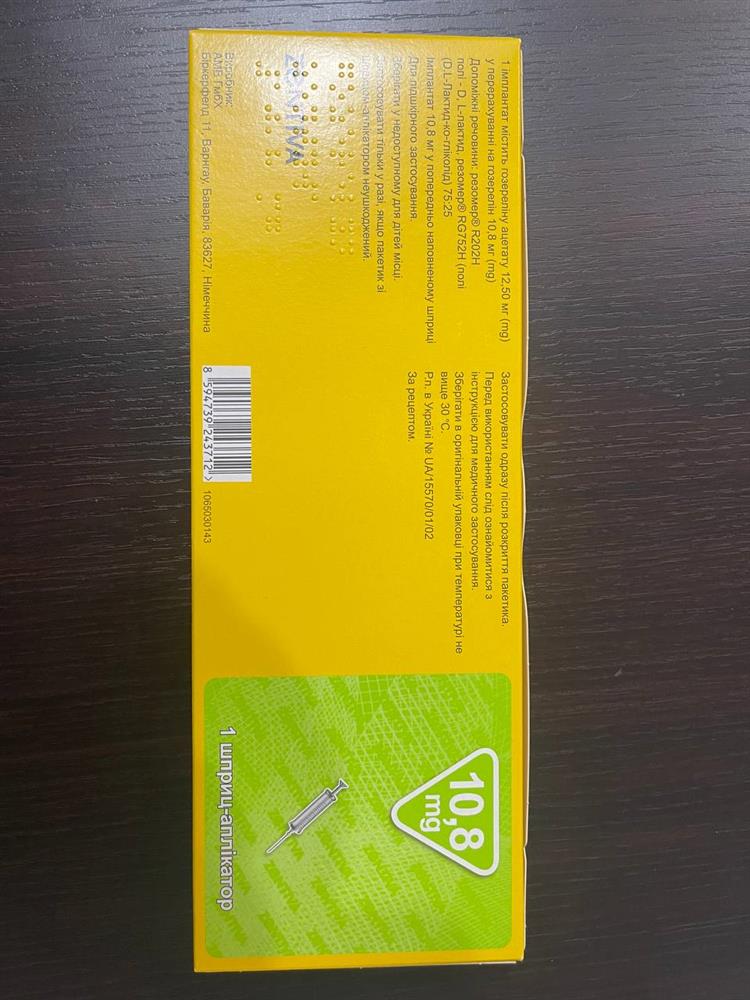 1 імплантат містить гозереліну ацетату 12,50 мг (mg)
у перерахуванні на гозерелін 10,8 мг (mg)
Допоміжні речовини: резомер® R202H
полі - D, L-лактид, резомер® RG752H (полі
(D,L-Лактид-ко-гліколід) 75:25
Імплантат 10,8 мг у попередньо наповненому шприці
Для підшкірного застосування.
Зберігати у недоступному для дітей місці.
Застосовувати тільки у разі, якщо пакетик зі
шприцом-аплікатором неушкоджений.
ZENTIVA
Виробник:
АМВ ГмбХ
Біркерфелд 11, Варнгау, Баварія, 83627, Німеччина
Застосовувати одразу після розкриття пакетика.
Перед використанням слід ознайомитися з
інструкцією для медичного застосування.
Зберігати в оригінальній упаковці при температурі не
вище 30 °C.
Р.п. в Україні № UA/15570/01/02
За рецептом.
8 594739 243712 >
1065030143
10,8
mg
1 шприц-аплікатор